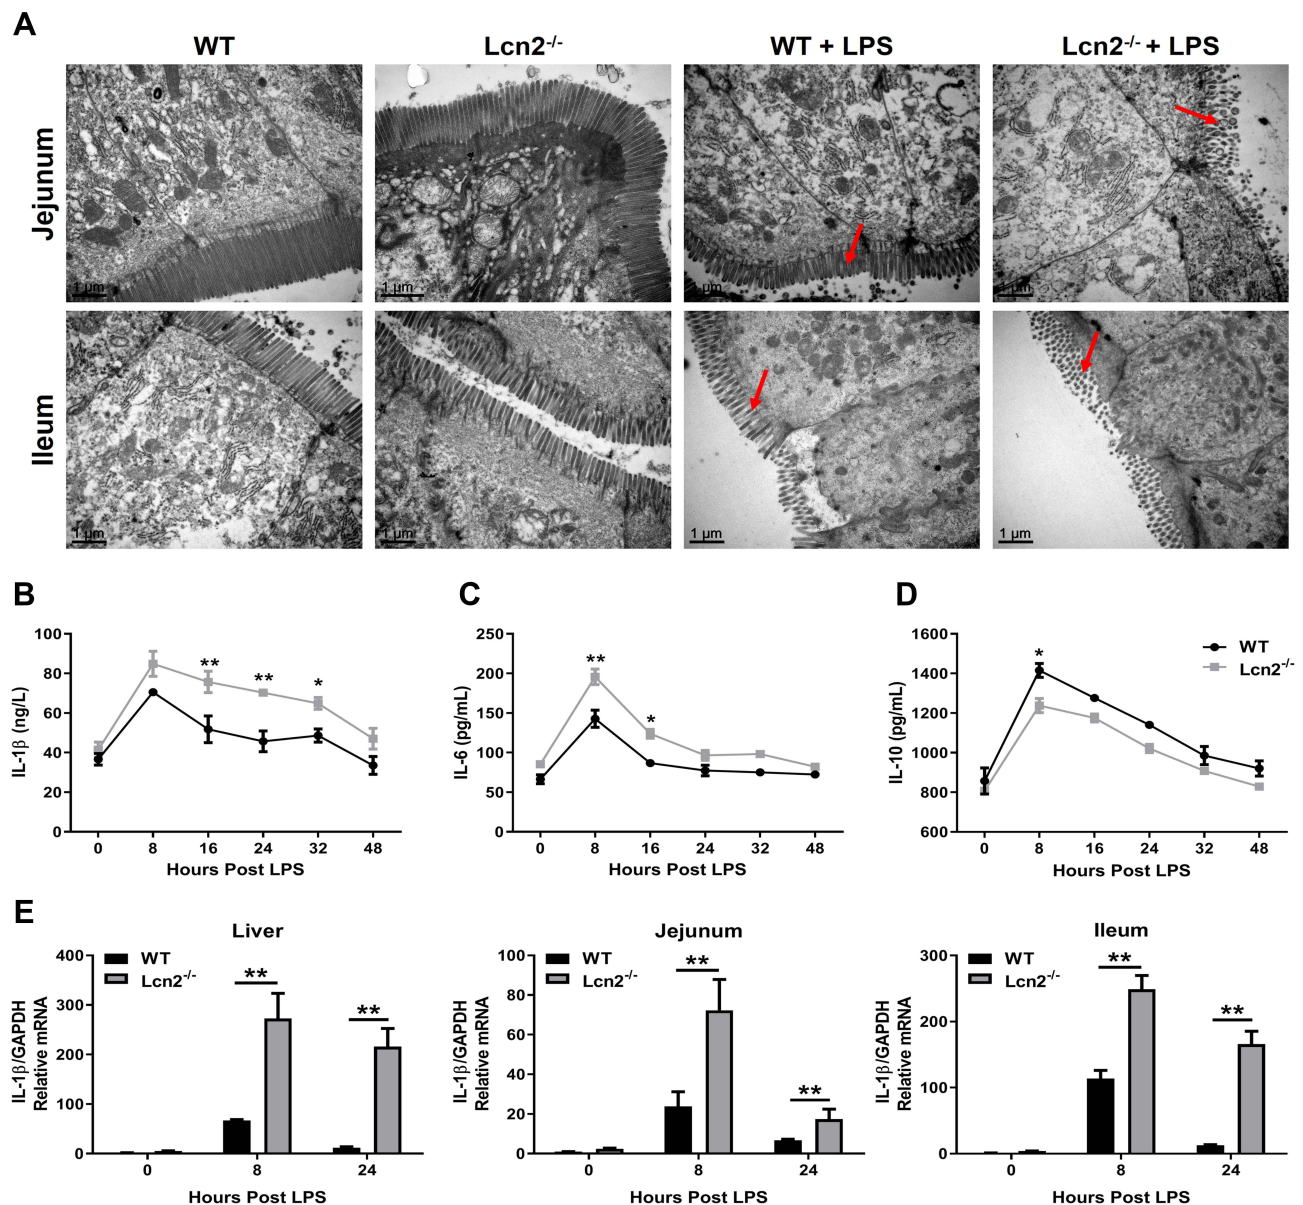 A
WT
Lcn2-/-
WT + LPS
Lcn2-/- + LPS
Jejunum
1 μm
1 μm
μm
1 μm
Ileum
1 μm
1 μm
1 μm
1 μm
B
IL-1β (ng/L)
100
80
60
40
20
0
** ** *
0 8 16 24 32 48
Hours Post LPS
C
IL-6 (pg/mL)
250
200
150
100
50
0
** *
0 8 16 24 32 48
Hours Post LPS
D
IL-10 (pg/mL)
1600
1400
1200
1000
800
600
*
WT
Lcn2-/-
0 8 16 24 32 48
Hours Post LPS
E
Liver
IL-1β/GAPDH
Relative mRNA
400
300
200
100
0
WT
Lcn2-/-
** **
0 8 24
Hours Post LPS
Jejunum
IL-1β/GAPDH
Relative mRNA
100
80
60
40
20
0
WT
Lcn2-/-
** **
0 8 24
Hours Post LPS
Ileum
IL-1β/GAPDH
Relative mRNA
300
200
100
0
WT
Lcn2-/-
** **
0 8 24
Hours Post LPS